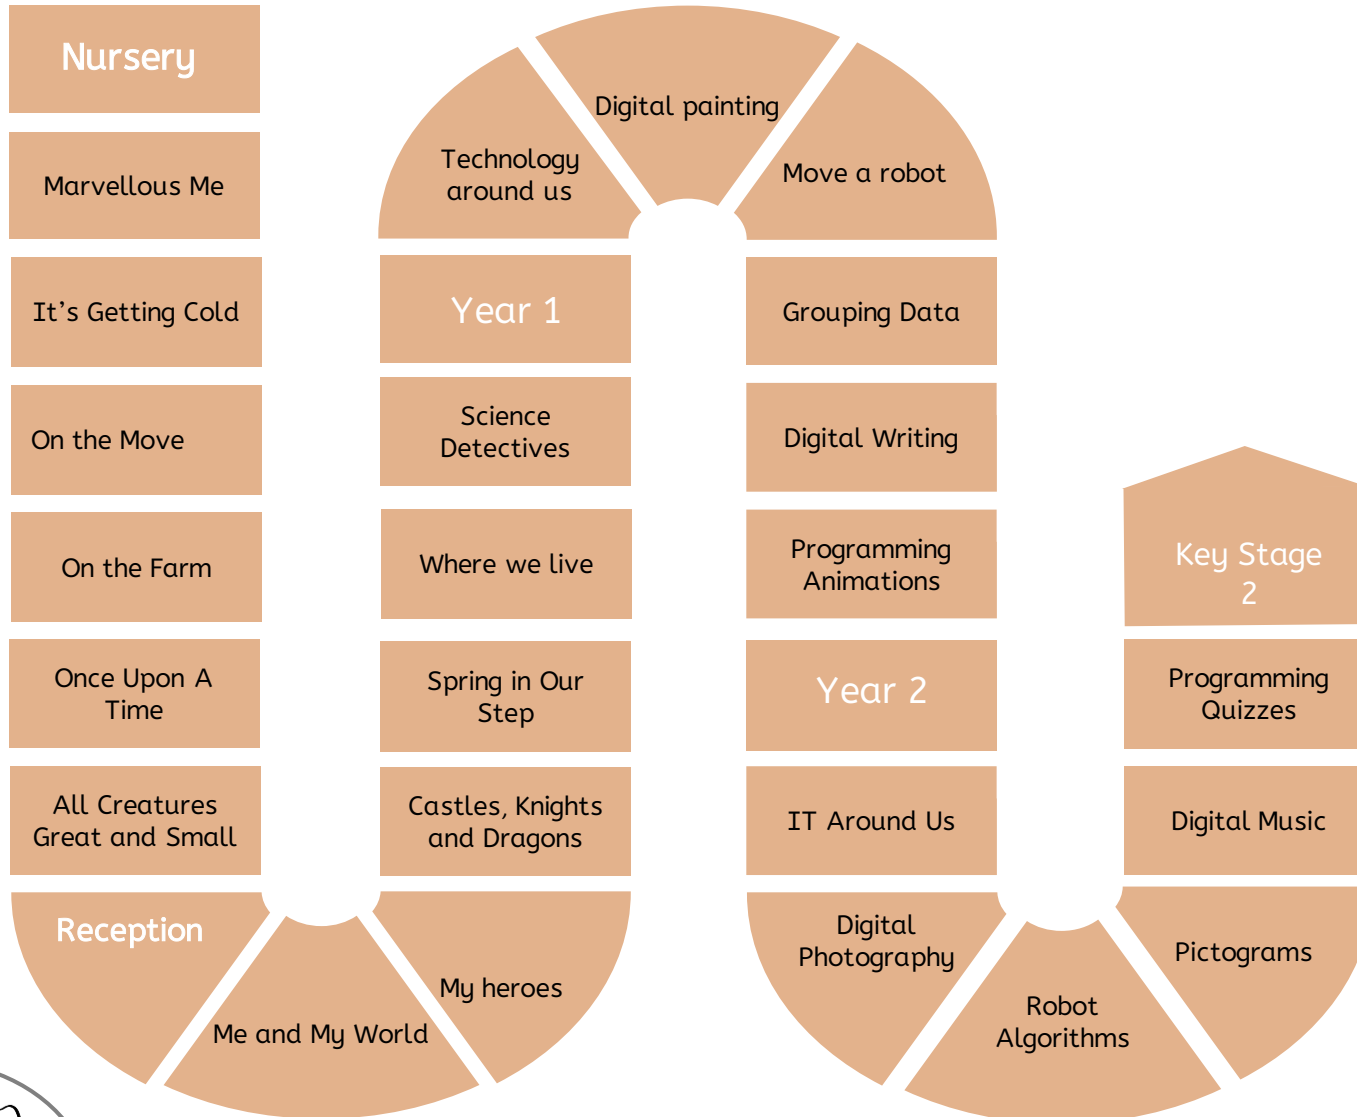 Nursery
Marvellous Me
It's Getting Cold
On the Move
On the Farm
Once Upon A
Time
All Creatures
Great and Small
Reception
Me and My World
My heroes
Castles, Knights
and Dragons
Spring in Our
Step
Where we live
Science
Detectives
Year 1
Technology
around us
Digital painting
Move a robot
Grouping Data
Digital Writing
Programming
Animations
Year 2
IT Around Us
Digital
Photography
Robot
Algorithms
Pictograms
Digital Music
Programming
Quizzes
Key Stage
2